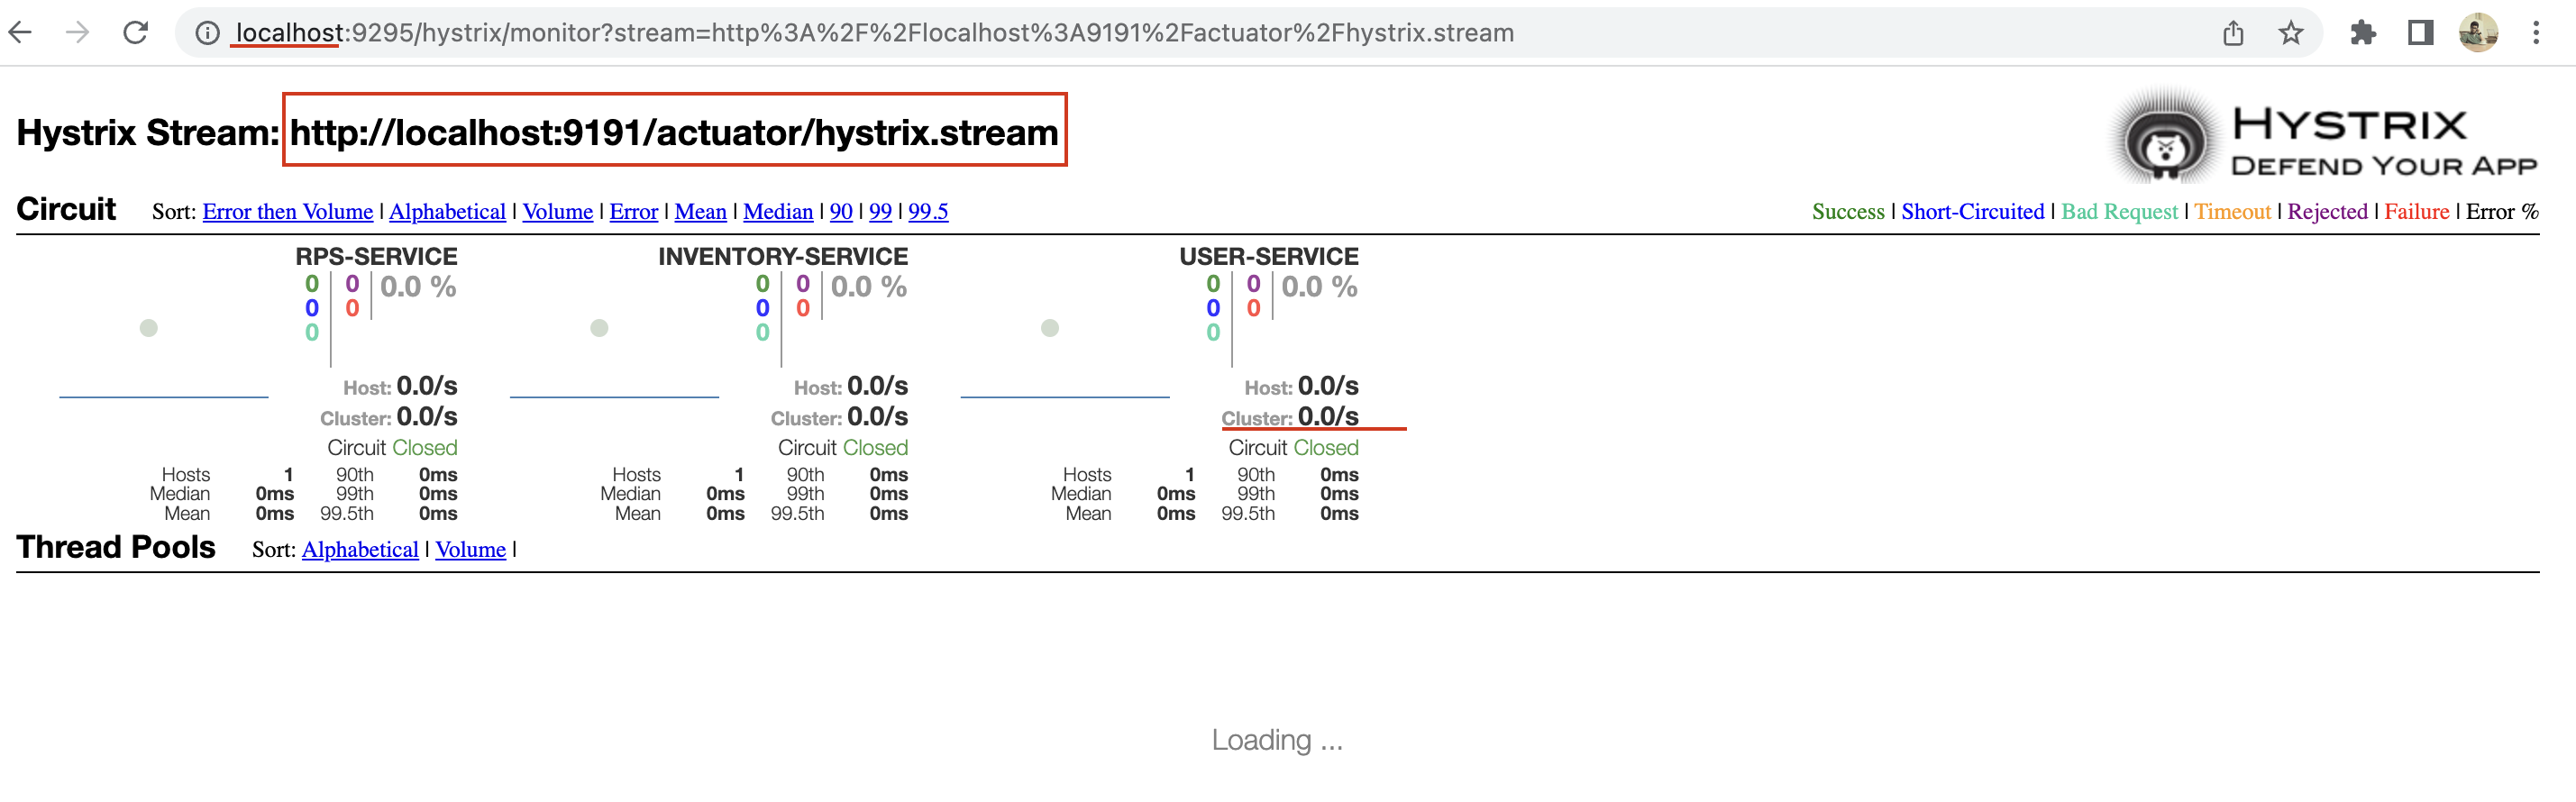 localhost:9295/hystrix/monitor?stream=http%3A%2F%2Flocalhost%3A9191%2Factuator%2Fhystrix.stream
Hystrix Stream: http://localhost:9191/actuator/hystrix.stream
HYSTRIX
DEFEND YOUR APP
Circuit Sort: Error then Volume | Alphabetical | Volume | Error | Mean | Median | 90 | 99 | 99.5
Success | Short-Circuited | Bad Request | Timeout | Rejected | Failure | Error %
RPS-SERVICE
0 0 0.0 %
0 0
0
Host: 0.0/s
Cluster: 0.0/s
Circuit Closed
Hosts 1 90th 0ms
Median 0ms 99th 0ms
Mean 0ms 99.5th 0ms
INVENTORY-SERVICE
0 0 0.0 %
0 0
0
Host: 0.0/s
Cluster: 0.0/s
Circuit Closed
Hosts 1 90th 0ms
Median 0ms 99th 0ms
Mean 0ms 99.5th 0ms
USER-SERVICE
0 0 0.0 %
0 0
0
Host: 0.0/s
Cluster: 0.0/s
Circuit Closed
Hosts 1 90th 0ms
Median 0ms 99th 0ms
Mean 0ms 99.5th 0ms
Thread Pools Sort: Alphabetical | Volume |
Loading ...